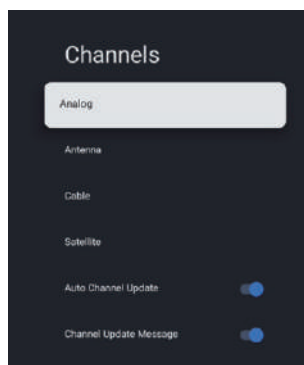 Channels
Analog
Antenna
Cable
Satellite
Auto Channel Update
Channel Update Message